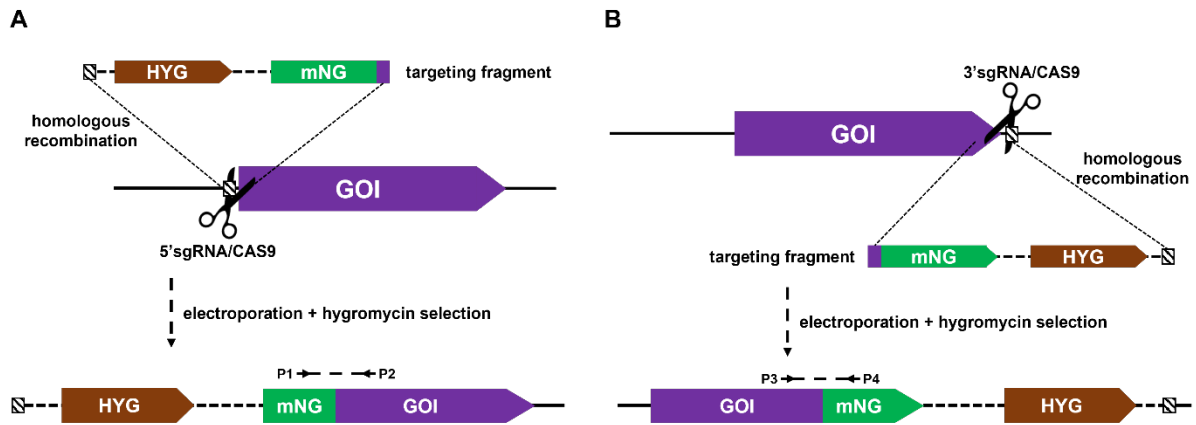 A
HYG
mNG
targeting fragment
homologous
recombination
GOI
5'sgRNA/CAS9
electroporation + hygromycin selection
P1
P2
HYG
mNG
GOI
B
3'sgRNA/CAS9
GOI
homologous
recombination
targeting fragment
mNG
HYG
electroporation + hygromycin selection
P3
P4
GOI
mNG
HYG